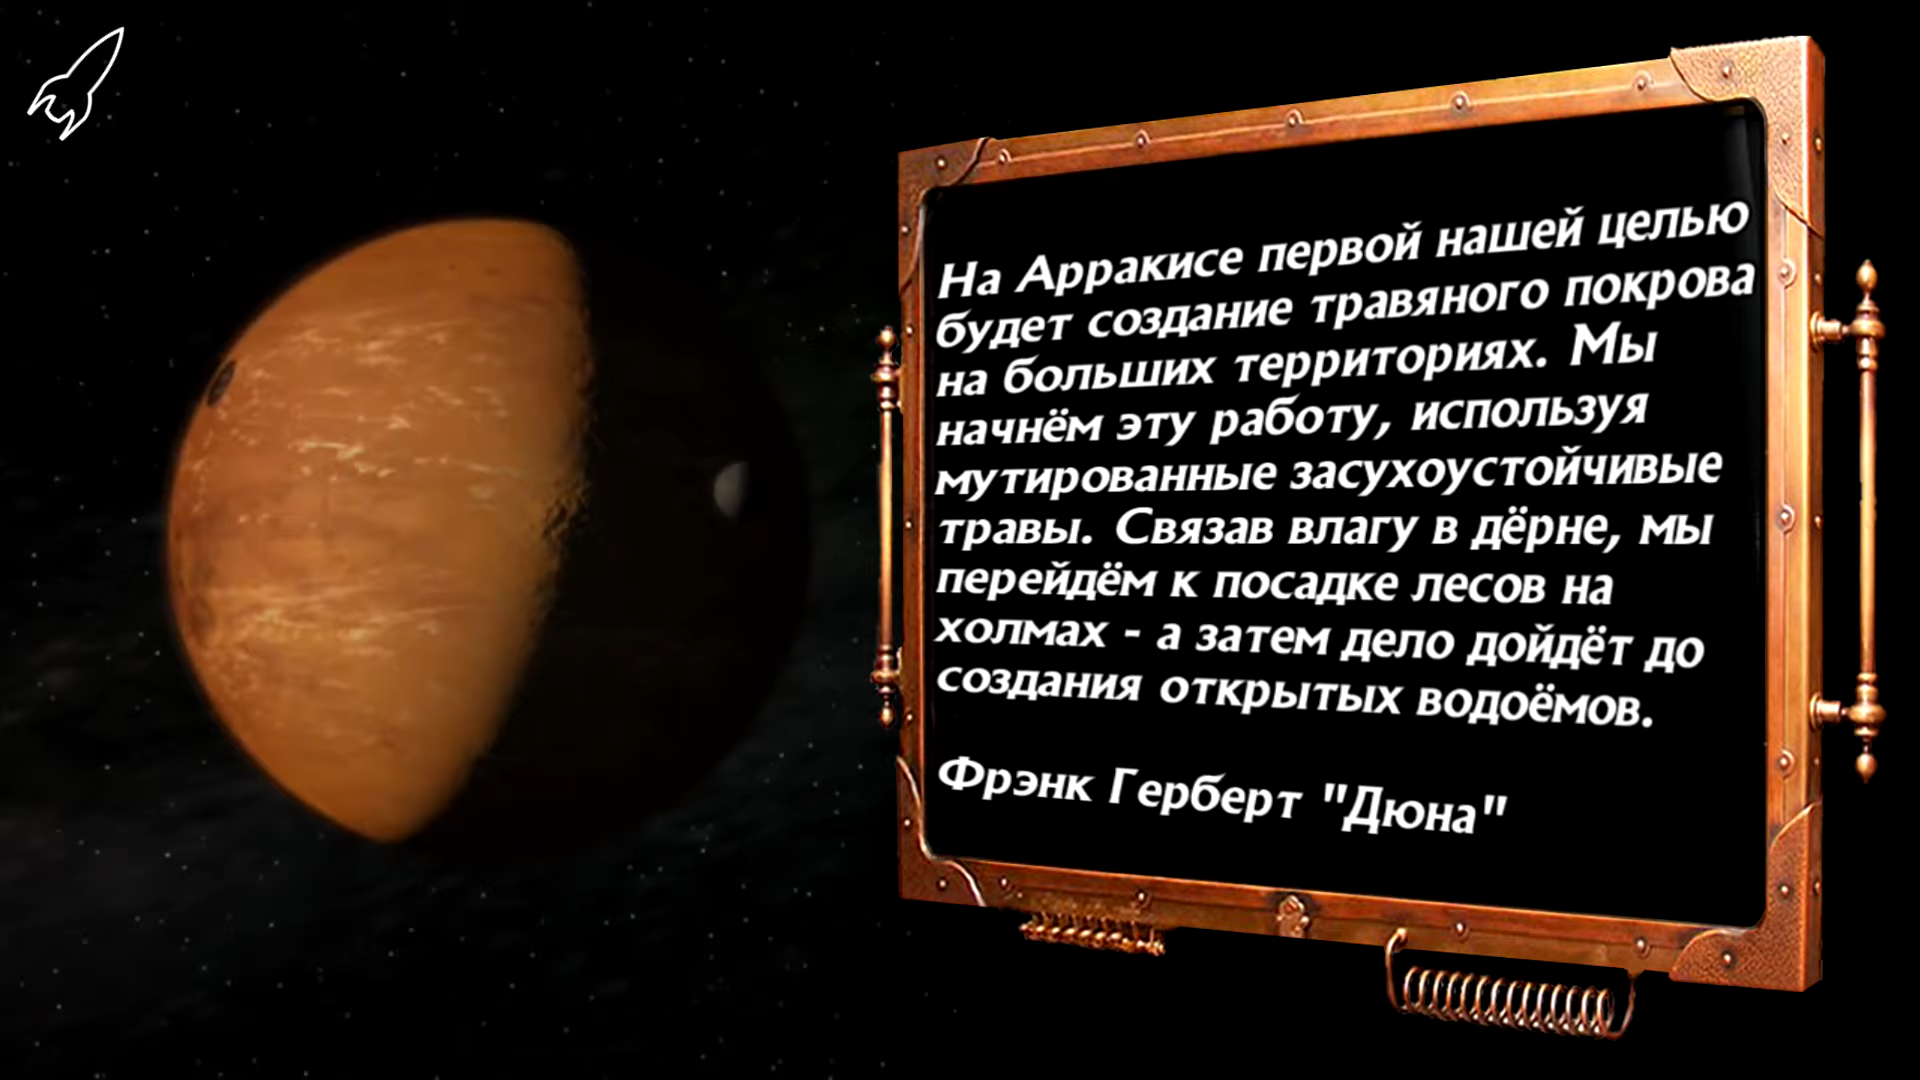 На Арракисе первой нашей целью
будет создание травяного покрова
на больших территориях. Мы
начнём эту работу, используя
мутированные засухоустойчивые
травы. Связав влагу в дёрне, мы
перейдём к посадке лесов на
холмах - а затем дело дойдёт до
создания открытых водоёмов.
Фрэнк Герберт "Дюна"